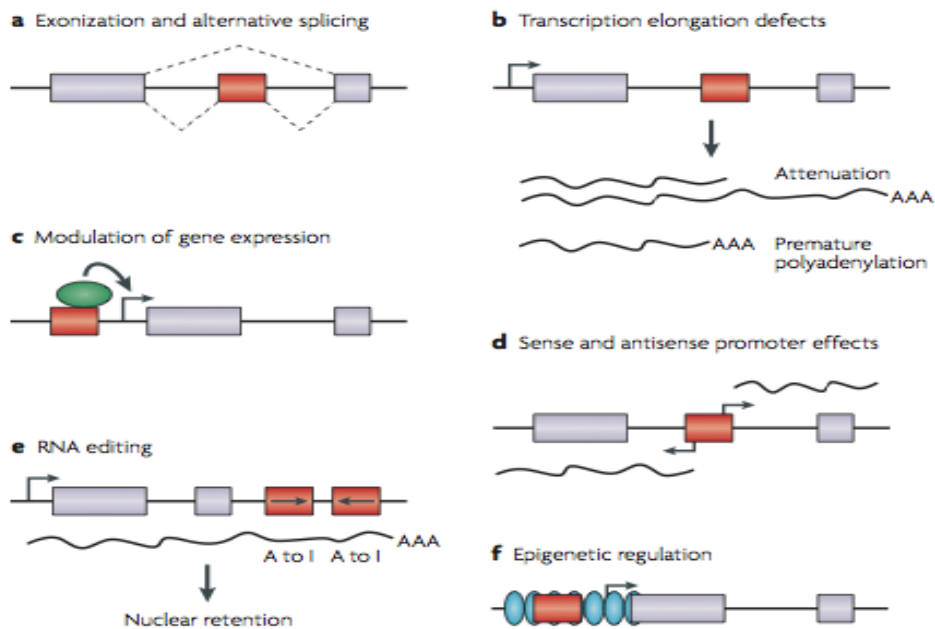 a Exonization and alternative splicing
b Transcription elongation defects
Attenuation
AAA
AAA
Premature
polyadenylation
c Modulation of gene expression
d Sense and antisense promoter effects
e RNA editing
AAA
A to I A to I
Nuclear retention
f Epigenetic regulation